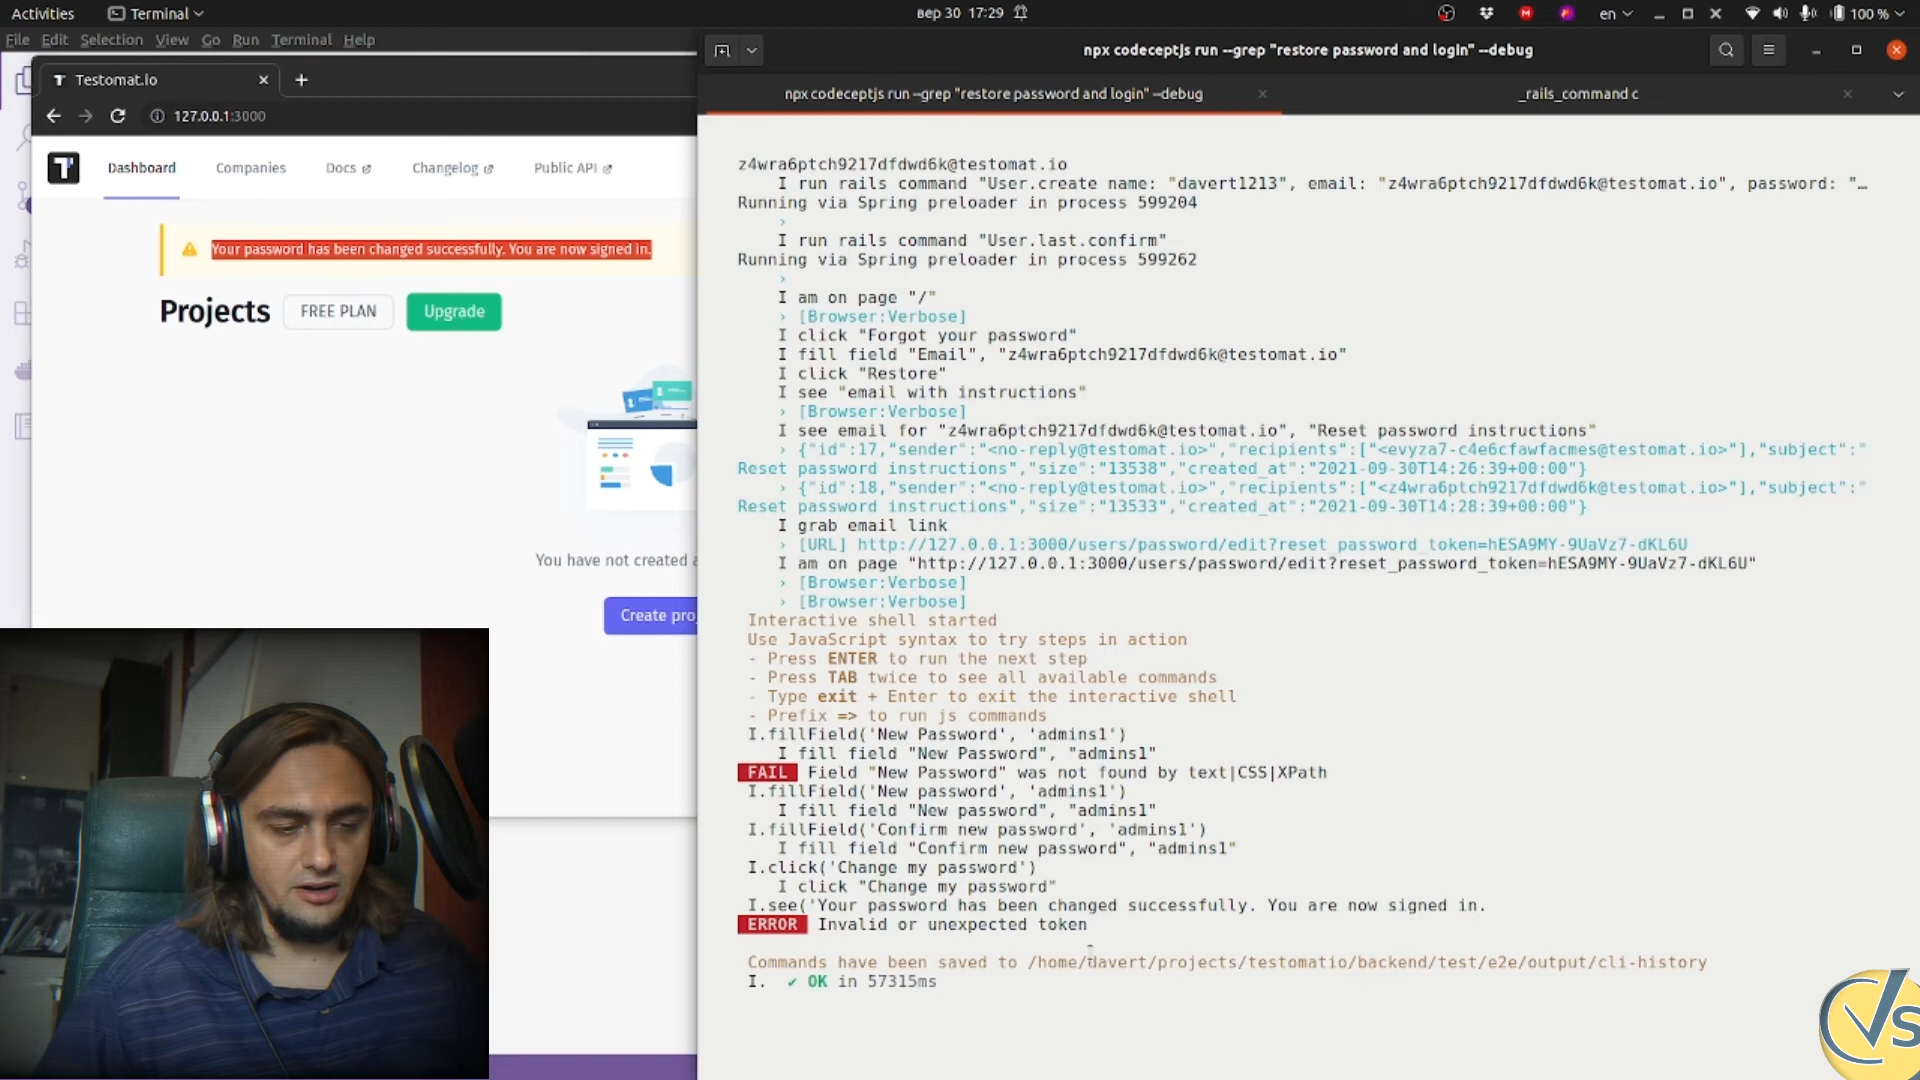 Activities
Terminal
вер 30 17:29
en
100 %
File Edit Selection View Go Run Terminal Help
Testomat.io
127.0.0.1:3000
T
Dashboard
Companies
Docs
Changelog
Public API
Your password has been changed successfully. You are now signed in.
Projects
FREE PLAN
Upgrade
You have not created a
Create proj
npx codeceptjs run --grep "restore password and login" --debug
npx codeceptjs run --grep "restore password and login" --debug
_rails_command c
z4wra6ptch9217dfdwd6k@testomat.io
I run rails command "User.create name: "davert1213", email: "z4wra6ptch9217dfdwd6k@testomat.io", password: "…
Running via Spring preloader in process 599204
›
I run rails command "User.last.confirm"
Running via Spring preloader in process 599262
›
I am on page "/"
› [Browser:Verbose]
I click "Forgot your password"
I fill field "Email", "z4wra6ptch9217dfdwd6k@testomat.io"
I click "Restore"
I see "email with instructions"
› [Browser:Verbose]
I see email for "z4wra6ptch9217dfdwd6k@testomat.io", "Reset password instructions"
› {"id":17,"sender":"<no-reply@testomat.io>","recipients":["<evyza7-c4e6cfawfacmes@testomat.io>"],"subject":"
Reset password instructions","size":"13538","created_at":"2021-09-30T14:26:39+00:00"}
› {"id":18,"sender":"<no-reply@testomat.io>","recipients":["<z4wra6ptch9217dfdwd6k@testomat.io>"],"subject":"
Reset password instructions","size":"13533","created_at":"2021-09-30T14:28:39+00:00"}
I grab email link
› [URL] http://127.0.0.1:3000/users/password/edit?reset_password_token=hESA9MY-9UaVz7-dKL6U
I am on page "http://127.0.0.1:3000/users/password/edit?reset_password_token=hESA9MY-9UaVz7-dKL6U"
› [Browser:Verbose]
› [Browser:Verbose]
Interactive shell started
Use JavaScript syntax to try steps in action
- Press ENTER to run the next step
- Press TAB twice to see all available commands
- Type exit + Enter to exit the interactive shell
- Prefix => to run js commands
I.fillField('New Password', 'admins1')
I fill field "New Password", "admins1"
FAIL Field "New Password" was not found by text|CSS|XPath
I.fillField('New password', 'admins1')
I fill field "New password", "admins1"
I.fillField('Confirm new password', 'admins1')
I fill field "Confirm new password", "admins1"
I.click('Change my password')
I click "Change my password"
I.see('Your password has been changed successfully. You are now signed in.
ERROR Invalid or unexpected token
Commands have been saved to /home/davert/projects/testomatio/backend/test/e2e/output/cli-history
I. ✔ OK in 57315ms
Vs